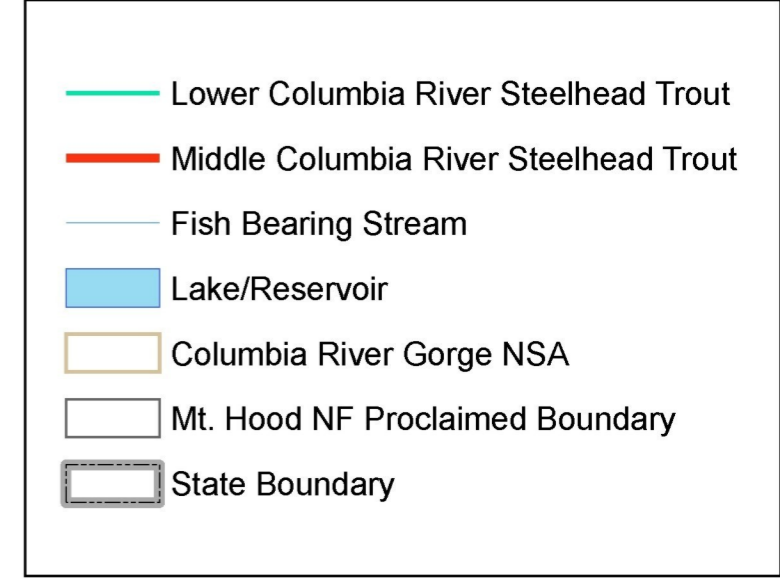 Lower Columbia River Steelhead Trout
Middle Columbia River Steelhead Trout
Fish Bearing Stream
Lake/Reservoir
Columbia River Gorge NSA
Mt. Hood NF Proclaimed Boundary
State Boundary